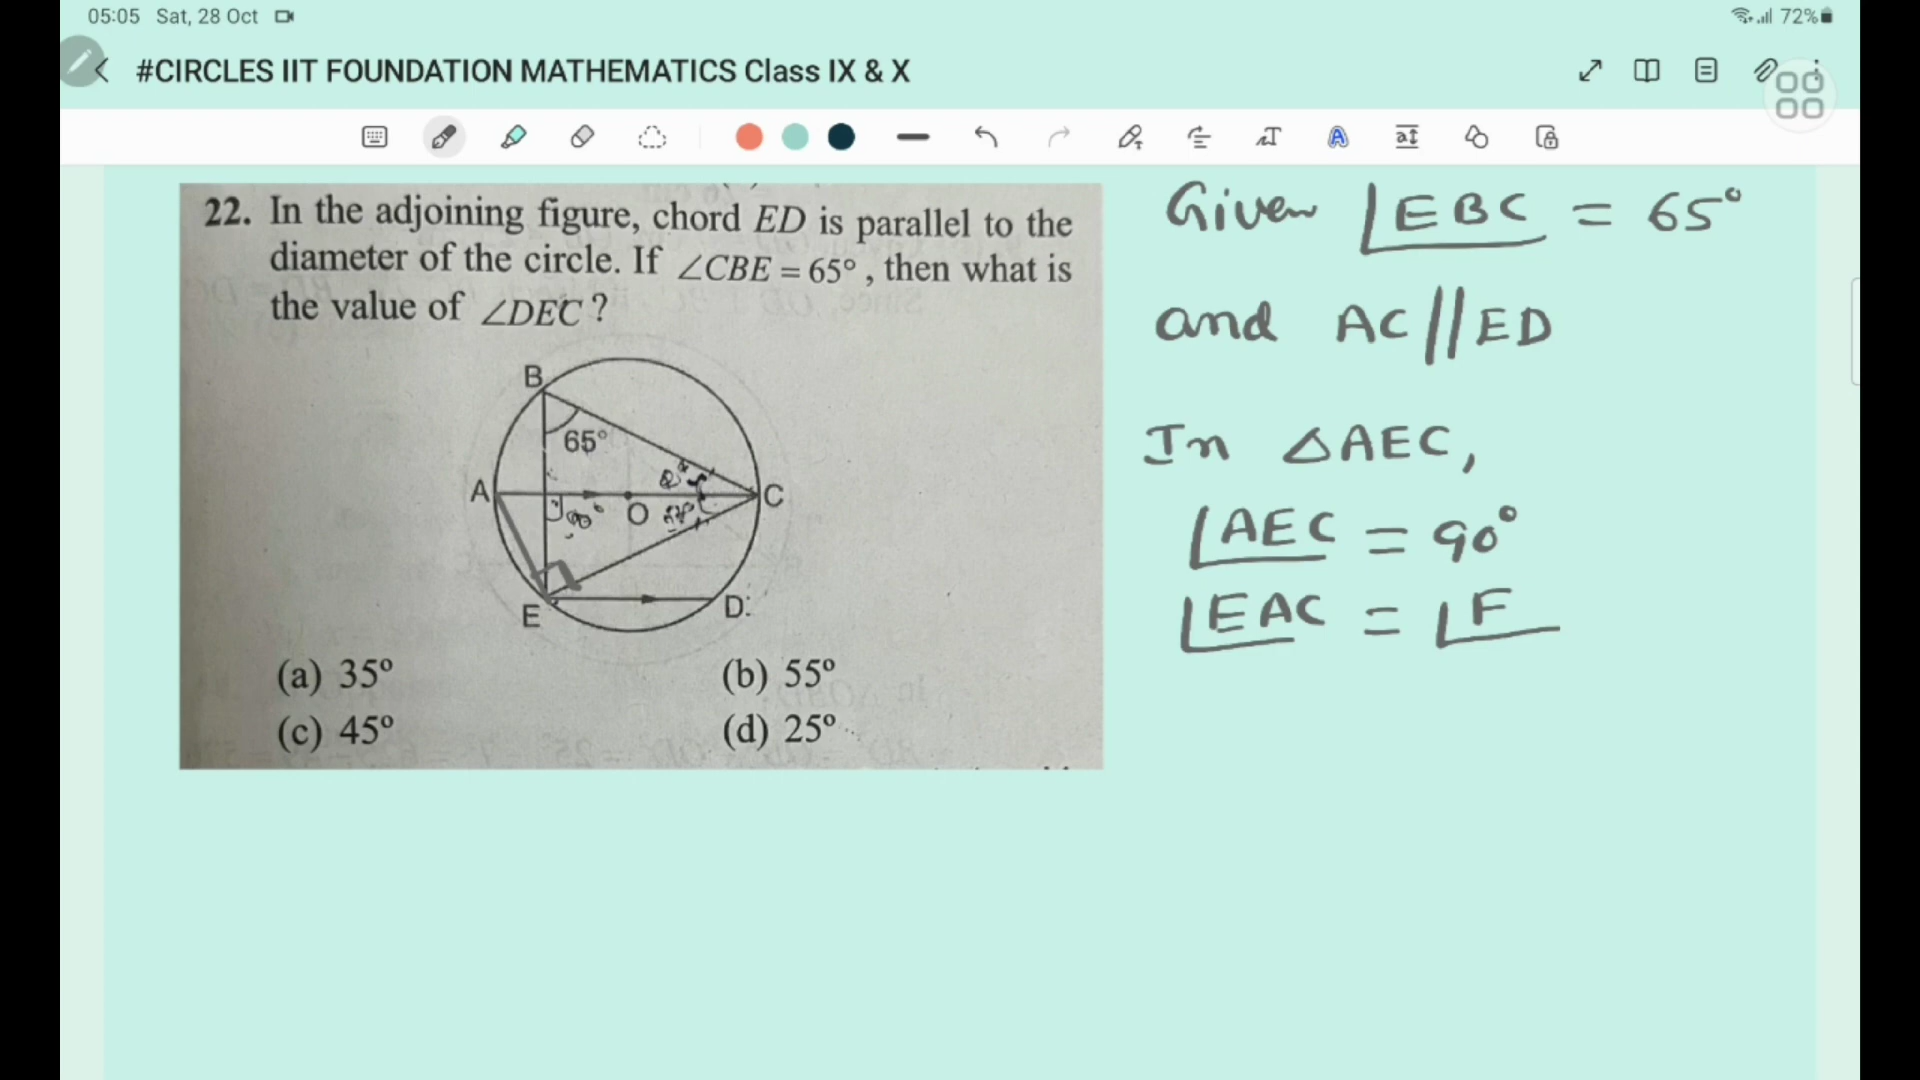 05:05 Sat, 28 Oct
72%
#CIRCLES IIT FOUNDATION MATHEMATICS Class IX & X
22. In the adjoining figure, chord ED is parallel to the
diameter of the circle. If ∠CBE = 65°, then what is
the value of ∠DEC ?
B
65°
A
O
C
90°
E
D
(a) 35° (b) 55°
(c) 45° (d) 25°
Given ∠EBC = 65°
and AC // ED
In △AEC,
∠AEC = 90°
∠EAC = ∠F